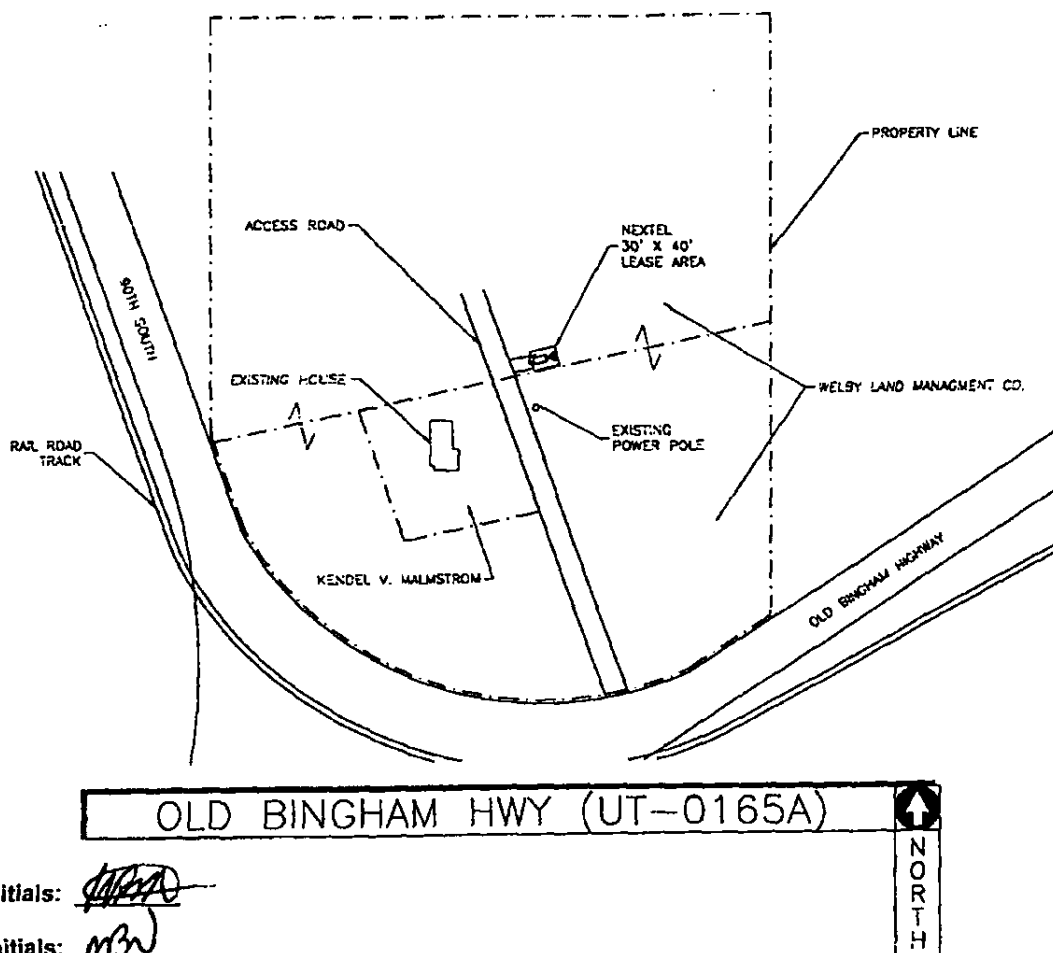 PROPERTY LINE
ACCESS ROAD
NEXTEL
30' X 40'
LEASE AREA
90TH SOUTH
EXISTING HOUSE
WELBY LAND MANAGMENT CO.
EXISTING
POWER POLE
RAIL ROAD
TRACK
KENDEL V. MALMSTROM
OLD BINGHAM HIGHWAY
OLD BINGHAM HWY (UT-0165A)
NORTH
itials:
nitials: